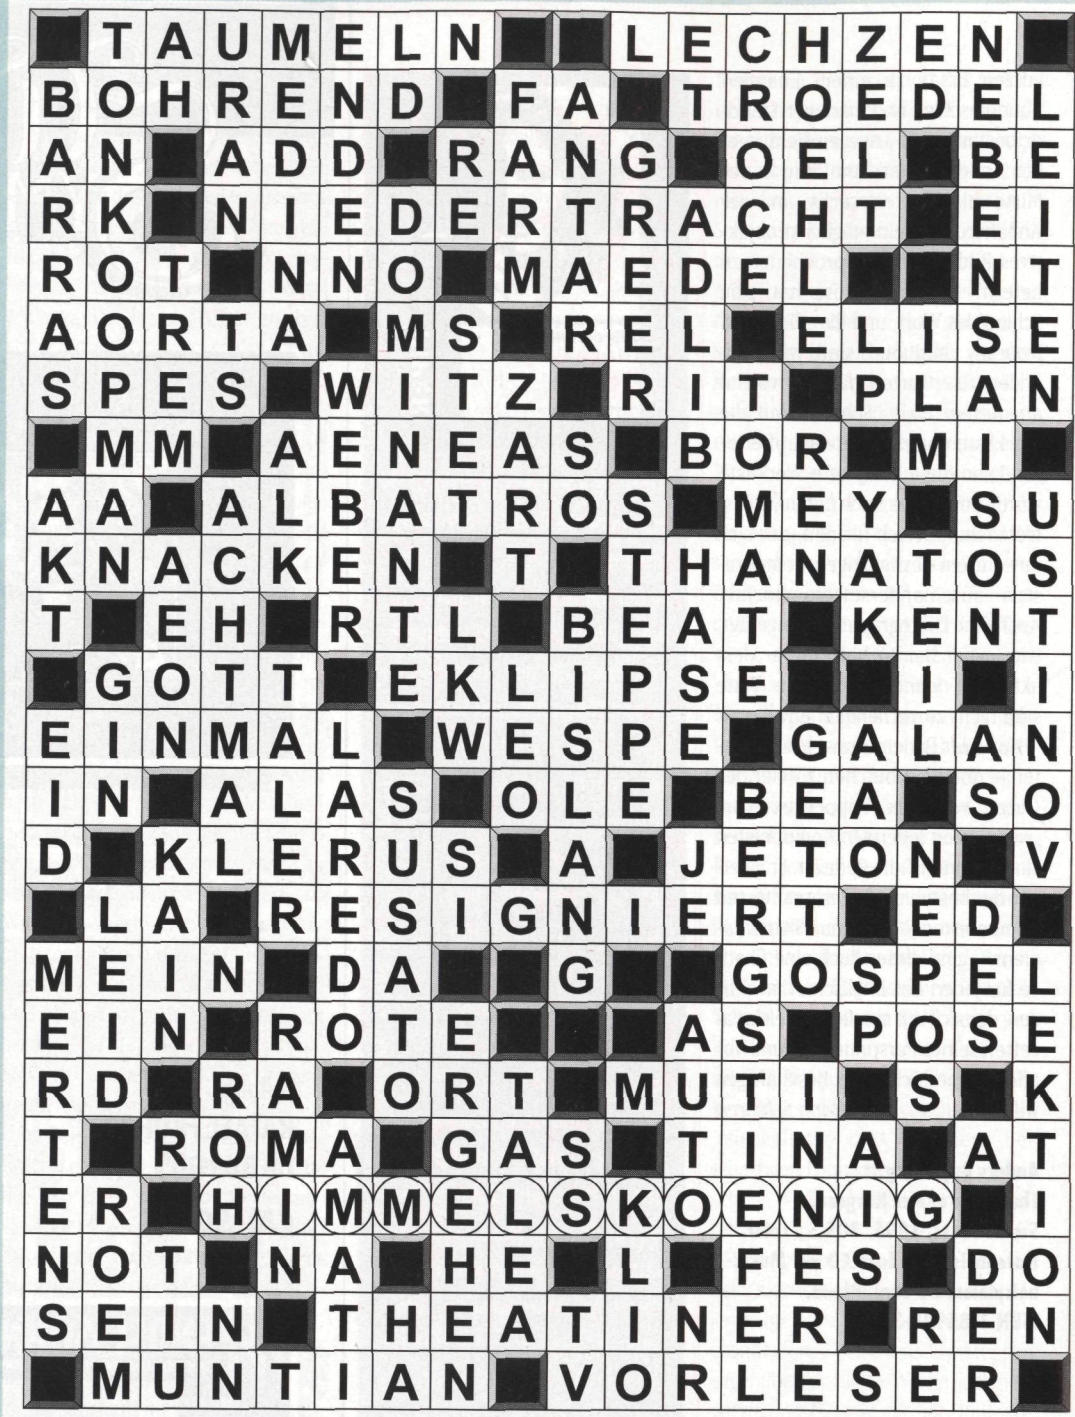 TAUMELN LECHZEN
BOHREND FA TROEDEL
AN ADD RANG OEL BE
RK NIEDERTRACHT EI
ROT NNO MAEDEL NT
AORTA MS REL ELISE
SPES WITZ RIT PLAN
MM AENEAS BOR MI
AA ALBATROS MEY SU
KNACKEN T THANATOS
T EH RTL BEAT KENT
GOTT EKLIPSE I I
EINMAL WESPE GALAN
IN ALAS OLE BEA SO
D KLERUS A JETON V
LA RESIGNIERT ED
MEIN DA G GOSPEL
EIN ROTE AS POSE
RD RA ORT MUTI S K
T ROMA GAS TINA AT
ER HIMMELSKOENIG I
NOT NA HE L FES DO
SEIN THEATINER REN
MUNTIAN VORLESER